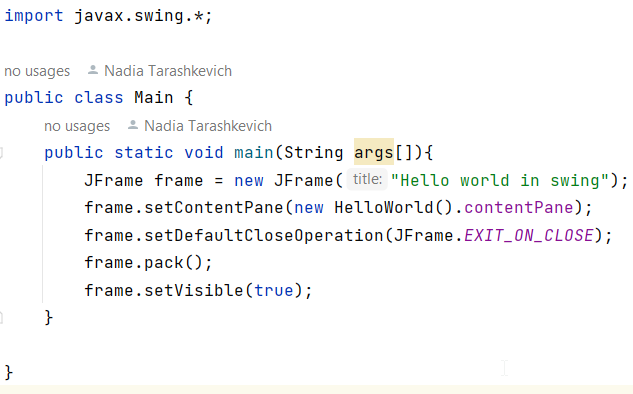 import javax.swing.*;
no usages Nadia Tarashkevich
public class Main {
no usages Nadia Tarashkevich
public static void main(String args[]){
JFrame frame = new JFrame( title: "Hello world in swing");
frame.setContentPane(new HelloWorld().contentPane);
frame.setDefaultCloseOperation(JFrame.EXIT_ON_CLOSE);
frame.pack();
frame.setVisible(true);
}
}